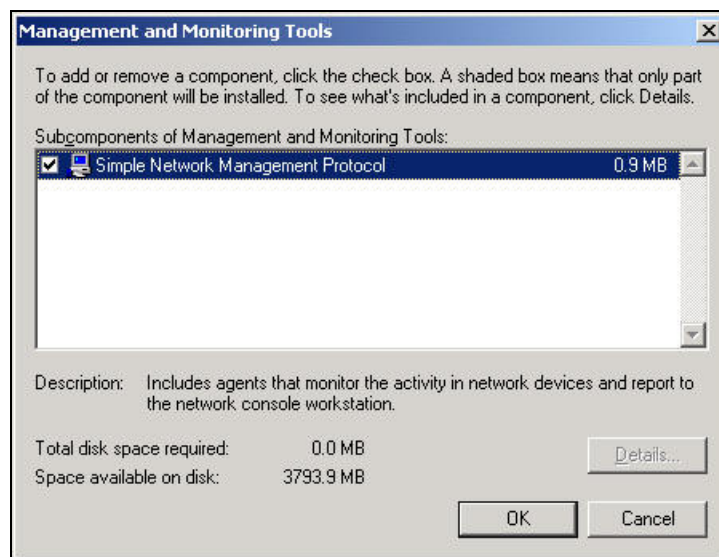 Management and Monitoring Tools
To add or remove a component, click the check box. A shaded box means that only part
of the component will be installed. To see what's included in a component, click Details.
Subcomponents of Management and Monitoring Tools:
Simple Network Management Protocol 0.9 MB
Description: Includes agents that monitor the activity in network devices and report to
the network console workstation.
Total disk space required: 0.0 MB
Space available on disk: 3793.9 MB
Details...
OK Cancel